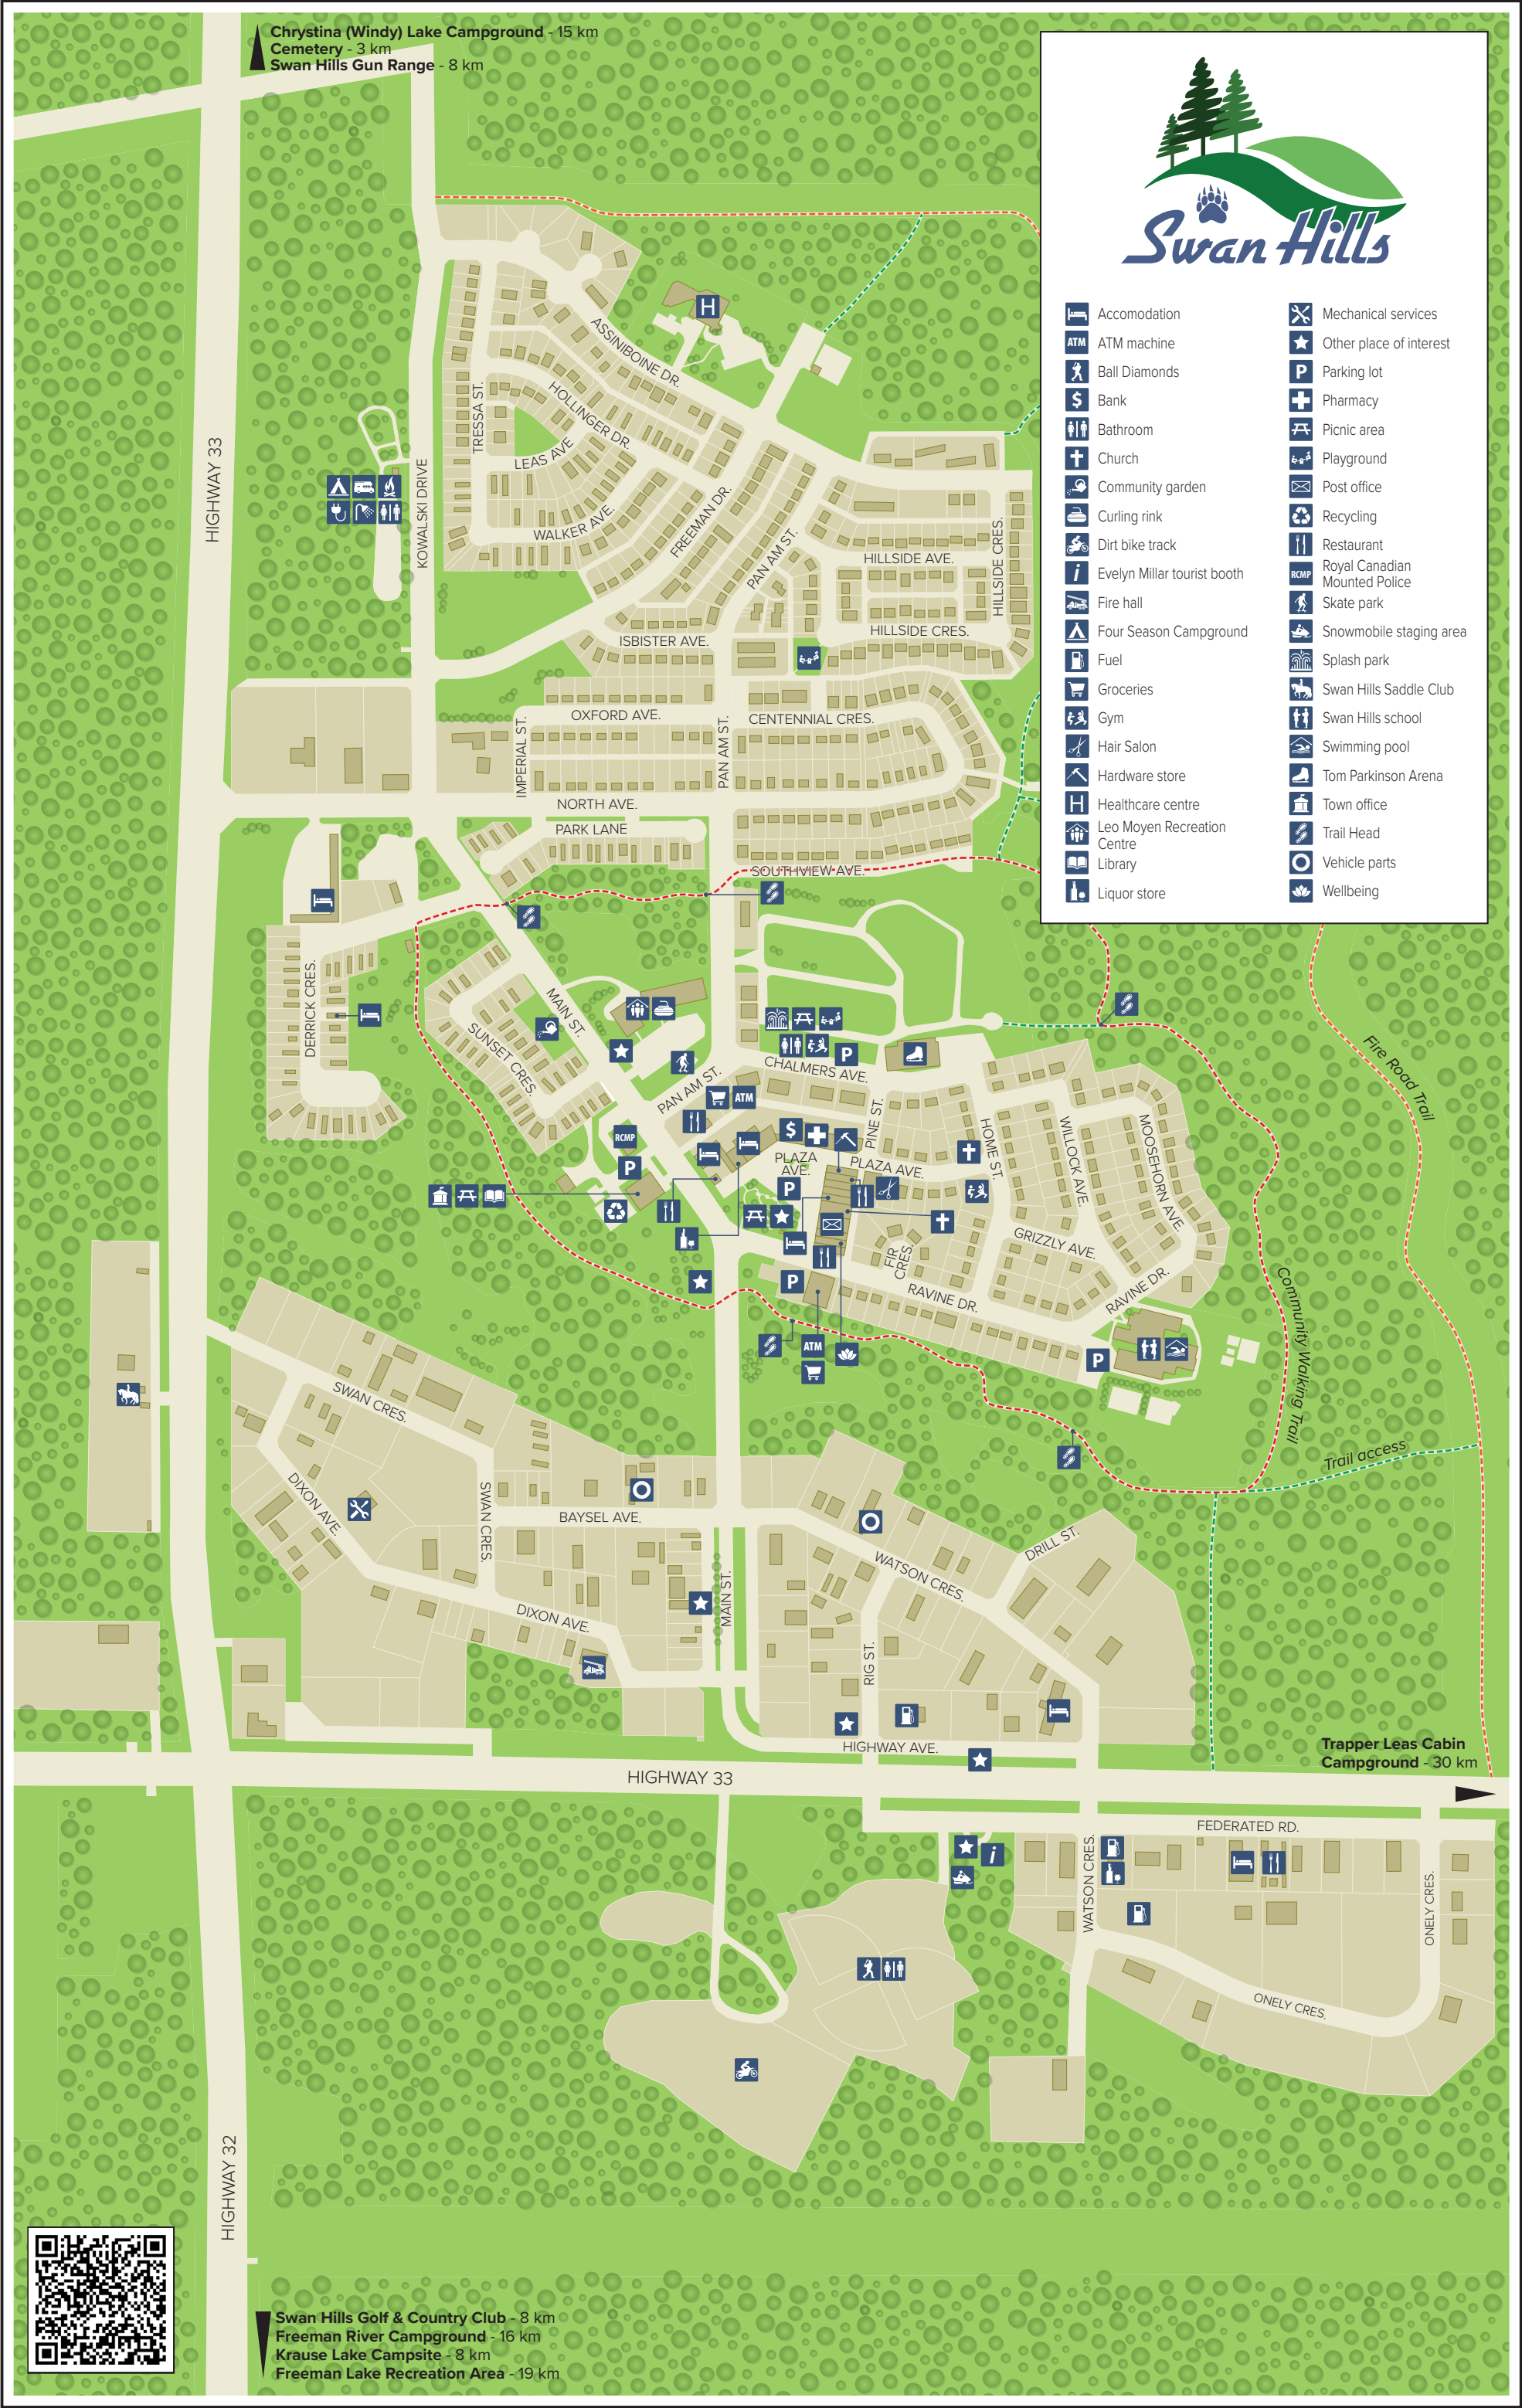 Chrystina (Windy) Lake Campground - 15 km
Cemetery - 3 km
Swan Hills Gun Range - 8 km
Swan Hills
Accomodation
ATM ATM machine
Ball Diamonds
$ Bank
Bathroom
Church
Community garden
Curling rink
Dirt bike track
i Evelyn Millar tourist booth
Fire hall
Four Season Campground
Fuel
Groceries
Gym
Hair Salon
Hardware store
H Healthcare centre
Leo Moyen Recreation
Centre
Library
Liquor store
Mechanical services
Other place of interest
P Parking lot
Pharmacy
Picnic area
Playground
Post office
Recycling
Restaurant
RCMP Royal Canadian
Mounted Police
Skate park
Snowmobile staging area
Splash park
Swan Hills Saddle Club
Swan Hills school
Swimming pool
Tom Parkinson Arena
Town office
Trail Head
Vehicle parts
Wellbeing
H
ASSINIBOINE DR.
HOLLINGER DR.
TRESSA ST.
LEAS AVE
HIGHWAY 33
KOWALSKI DRIVE
WALKER AVE.
FREEMAN DR.
PAN AM ST.
HILLSIDE AVE.
HILLSIDE CRES.
HILLSIDE CRES.
ISBISTER AVE.
OXFORD AVE.
CENTENNIAL CRES.
IMPERIAL ST.
PAN AM ST.
NORTH AVE.
PARK LANE
SOUTHVIEW AVE.
DERRICK CRES.
MAIN ST.
SUNSET CRES.
Fire Road Trail
P
CHALMERS AVE.
PAN AM ST.
ATM
PINE ST.
HOME ST.
WILLOCK AVE.
MOOSEHORN AVE.
RCMP
$
P
PLAZA
AVE.
PLAZA AVE.
P
FIR
CRES.
GRIZZLY AVE.
RAVINE DR.
RAVINE DR.
P
ATM
P
Community Walking Trail
Trail access
SWAN CRES.
DIXON AVE.
SWAN CRES.
BAYSEL AVE.
WATSON CRES.
DRILL ST.
MAIN ST.
DIXON AVE.
RIG ST.
HIGHWAY AVE.
HIGHWAY 33
Trapper Leas Cabin
Campground - 30 km
FEDERATED RD.
i
WATSON CRES.
ONELY CRES.
ONELY CRES.
HIGHWAY 32
Swan Hills Golf & Country Club - 8 km
Freeman River Campground - 16 km
Krause Lake Campsite - 8 km
Freeman Lake Recreation Area - 19 km